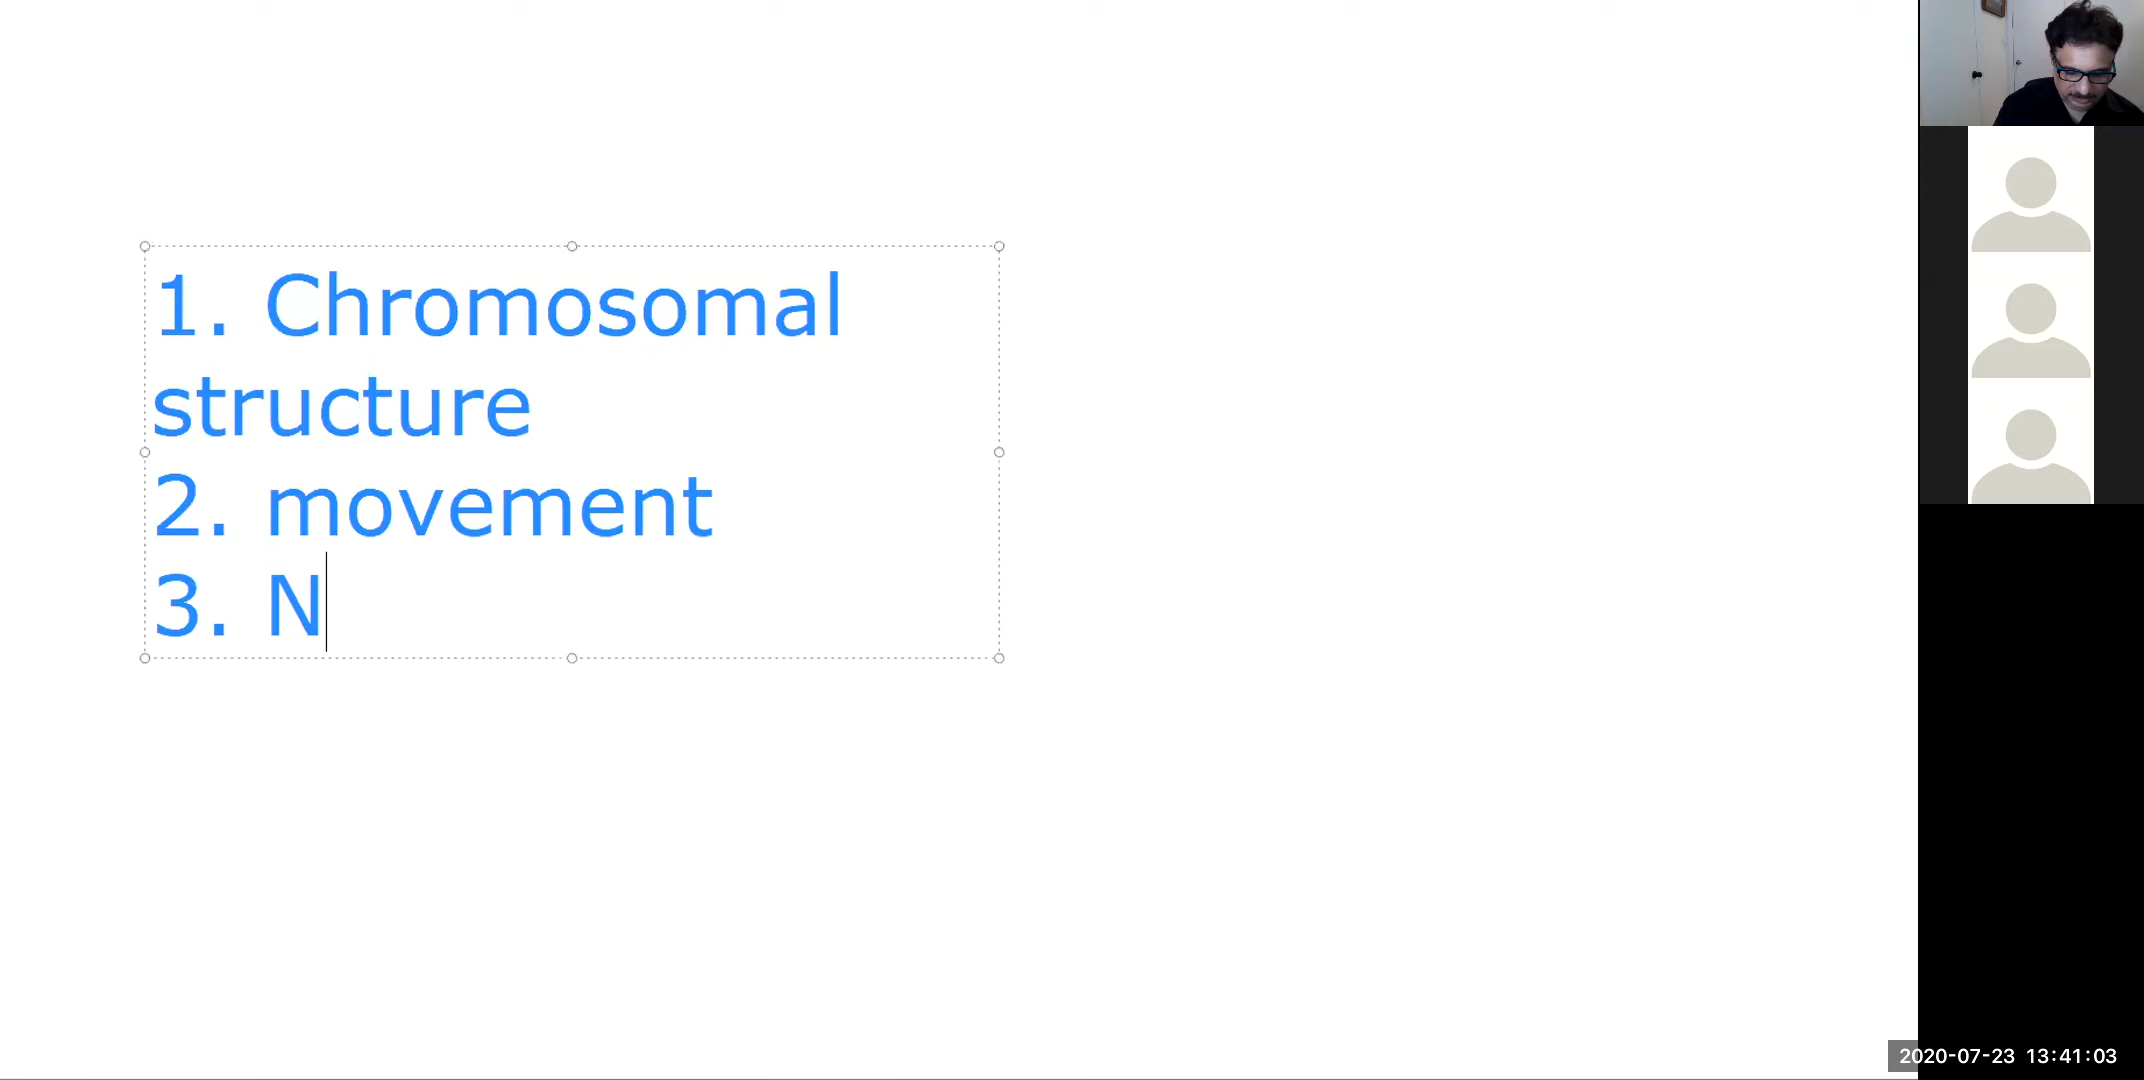 1. Chromosomal
structure
2. movement
3. N
2020-07-23 13:41:03